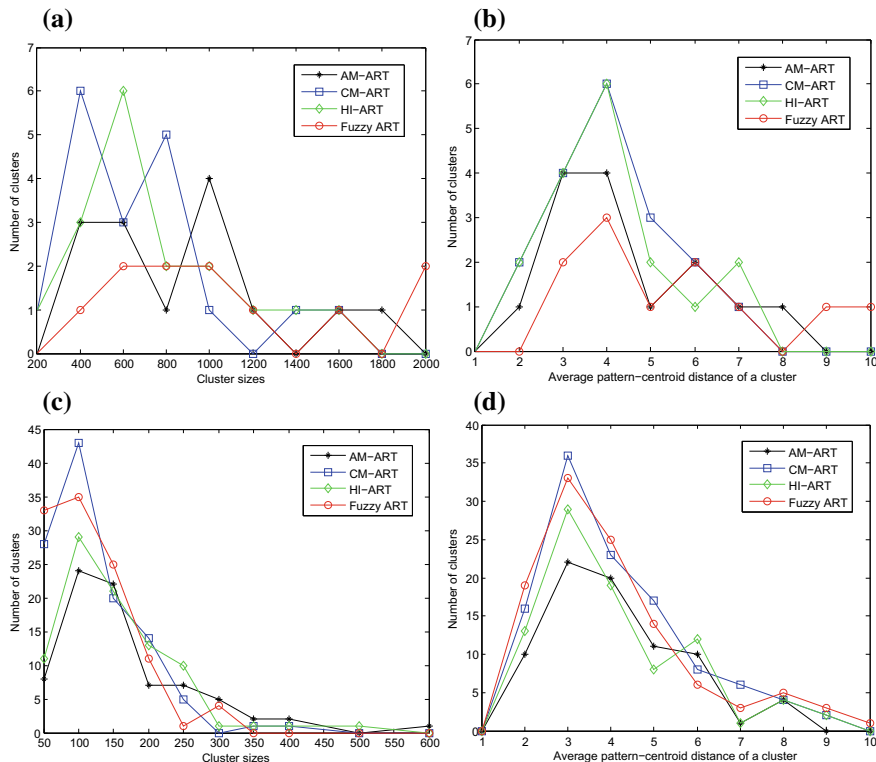 (a)
7
6
5
4
3
2
1
0
Number of clusters
200 400 600 800 1000 1200 1400 1600 1800 2000
Cluster sizes
AM−ART
CM−ART
HI−ART
Fuzzy ART
(b)
7
6
5
4
3
2
1
0
Number of clusters
1 2 3 4 5 6 7 8 9 10
Average pattern−centroid distance of a cluster
AM−ART
CM−ART
HI−ART
Fuzzy ART
(c)
45
40
35
30
25
20
15
10
5
0
Number of clusters
50 100 150 200 250 300 350 400 500 600
Cluster sizes
AM−ART
CM−ART
HI−ART
Fuzzy ART
(d)
40
35
30
25
20
15
10
5
0
Number of clusters
1 2 3 4 5 6 7 8 9 10
Average pattern−centroid distance of a cluster
AM−ART
CM−ART
HI−ART
Fuzzy ART